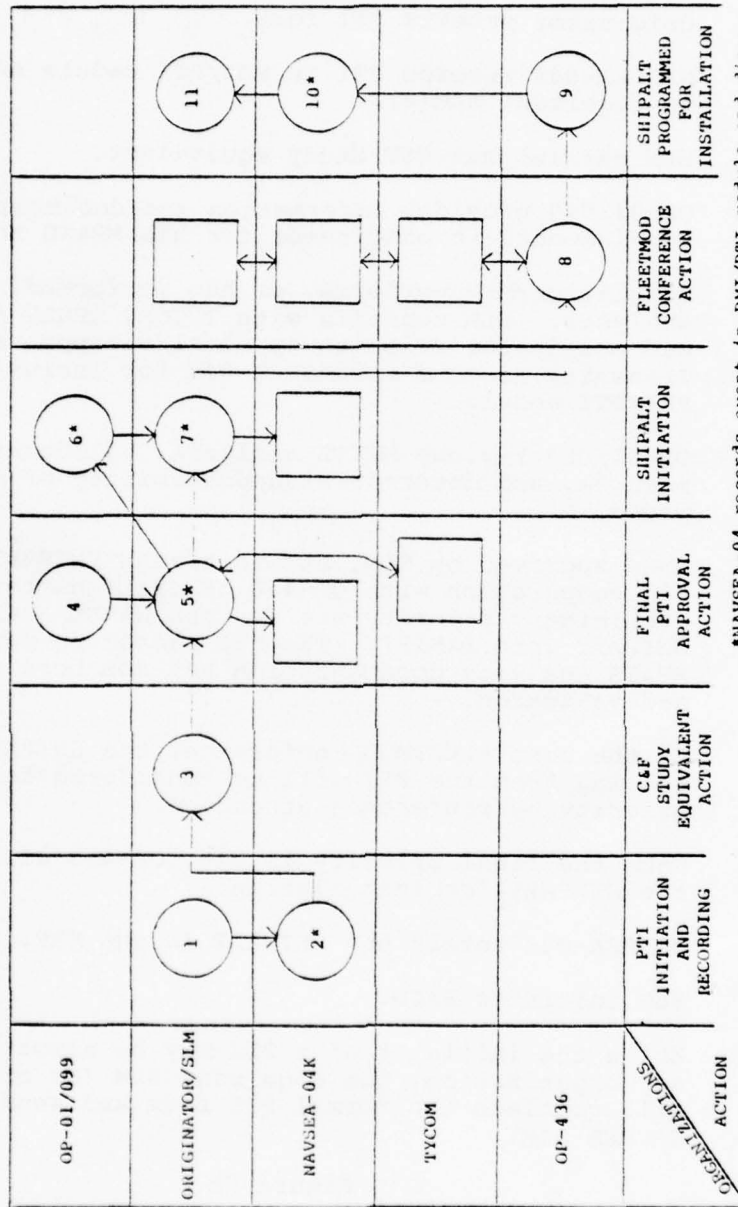 OP-01/099
4
6*
ORIGINATOR/SLM
1
3
5*
7*
11
NAVSEA-04K
2*
10*
TYCOM
OP-436
8
9
ORGANIZATIONS
ACTION
PTI
INITIATION
AND
RECORDING
C&F
STUDY
EQUIVALENT
ACTION
FINAL
PTI
APPROVAL
ACTION
SHIPALT
INITIATION
FLEETMOD
CONFERENCE
ACTION
SHIPALT
PROGRAMMED
FOR
INSTALLATION
*NAVSEA-04 records event in